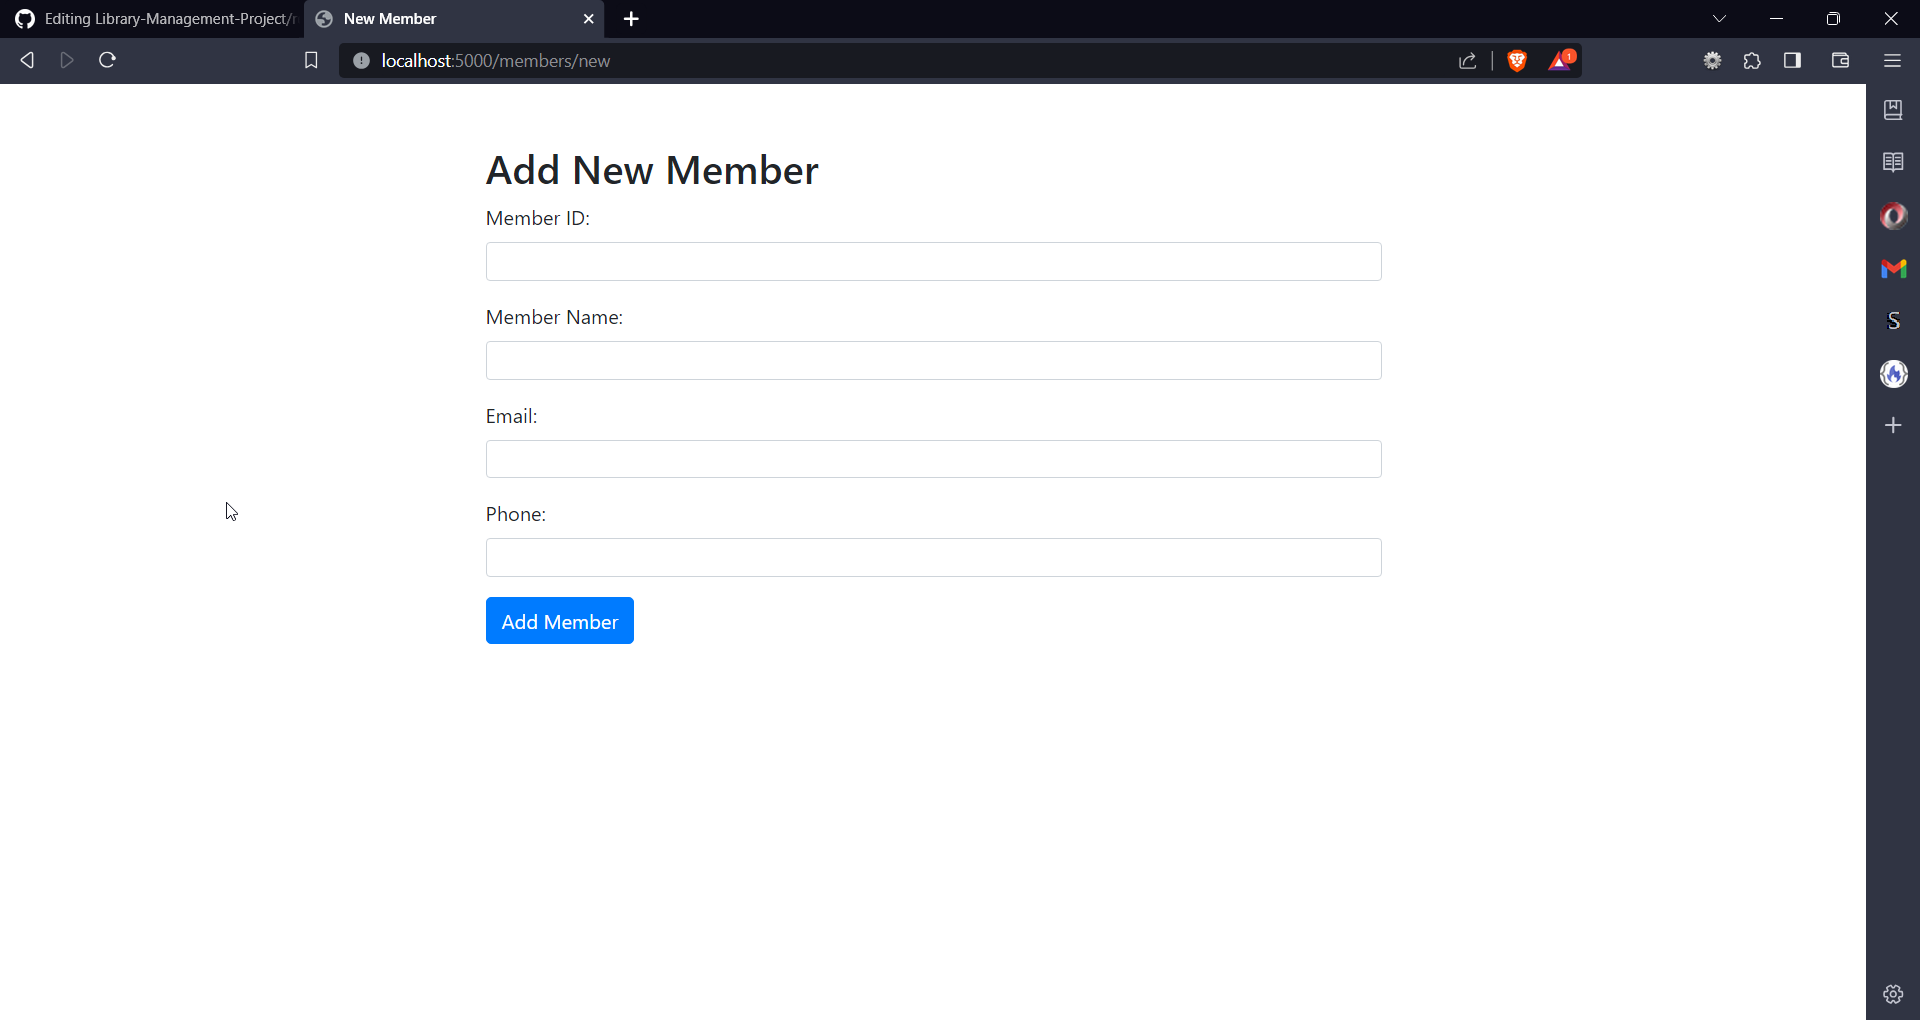 Editing Library-Management-Project/
New Member
localhost:5000/members/new
1
Add New Member
Member ID:
Member Name:
Email:
S
Phone:
Add Member